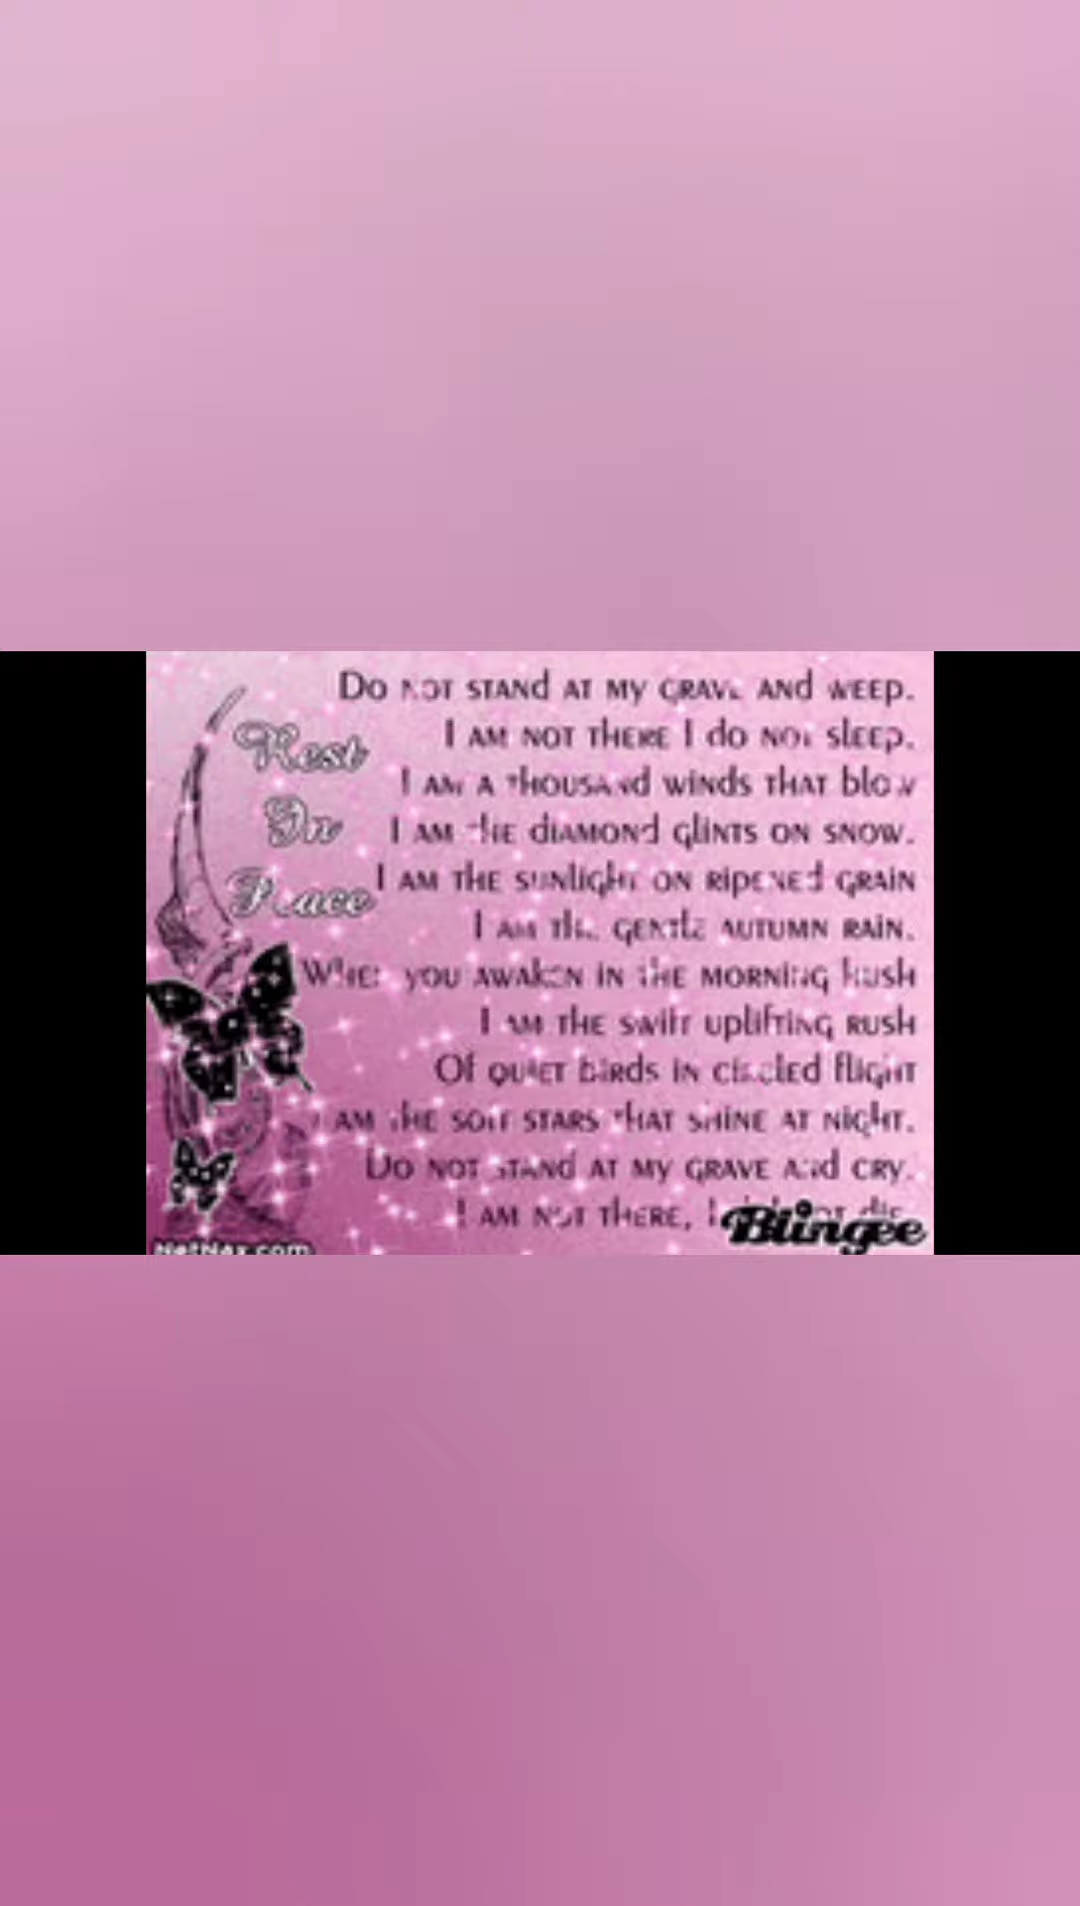 Rest
In
Peace
Do not stand at my grave and weep.
I am not there I do not sleep.
I am a thousand winds that blow
I am the diamond glints on snow.
I am the sunlight on ripened grain
I am the gentle autumn rain.
When you awaken in the morning hush
I am the swift uplifting rush
Of quiet birds in circled flight
I am the soft stars that shine at night.
Do not stand at my grave and cry.
I am not there, I
Blingee